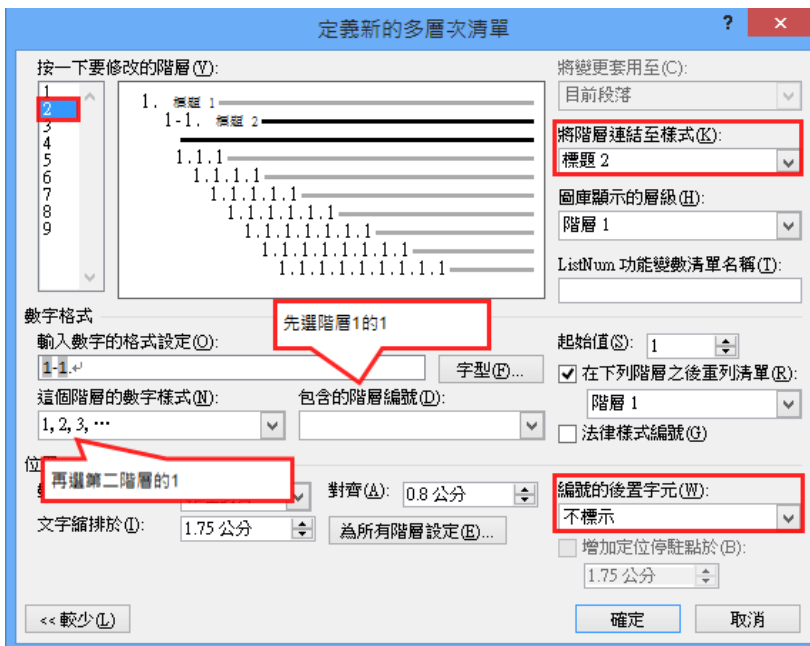 定義新的多層次清單
?
×
按一下要修改的階層(V):
1
2
3
4
5
6
7
8
9
1. 標題 1
1-1. 標題 2
1.1.1
1.1.1.1
1.1.1.1.1
1.1.1.1.1.1
1.1.1.1.1.1.1
1.1.1.1.1.1.1.1
1.1.1.1.1.1.1.1.1
將變更套用至(C):
目前段落
將階層連結至樣式(K):
標題 2
圖庫顯示的層級(H):
階層 1
ListNum 功能變數清單名稱(T):
數字格式
先選階層1的1
輸入數字的格式設定(O):
1-1.↵
字型(F)...
起始值(S): 1
在下列階層之後重列清單(R):
階層 1
法律樣式編號(G)
這個階層的數字樣式(N):
1, 2, 3, ⋯
包含的階層編號(D):
再選第二階層的1
對齊(A): 0.8 公分
文字縮排於(I): 1.75 公分
為所有階層設定(E)...
編號的後置字元(W):
不標示
增加定位停駐點於(B):
1.75 公分
<< 較少(L)
確定
取消